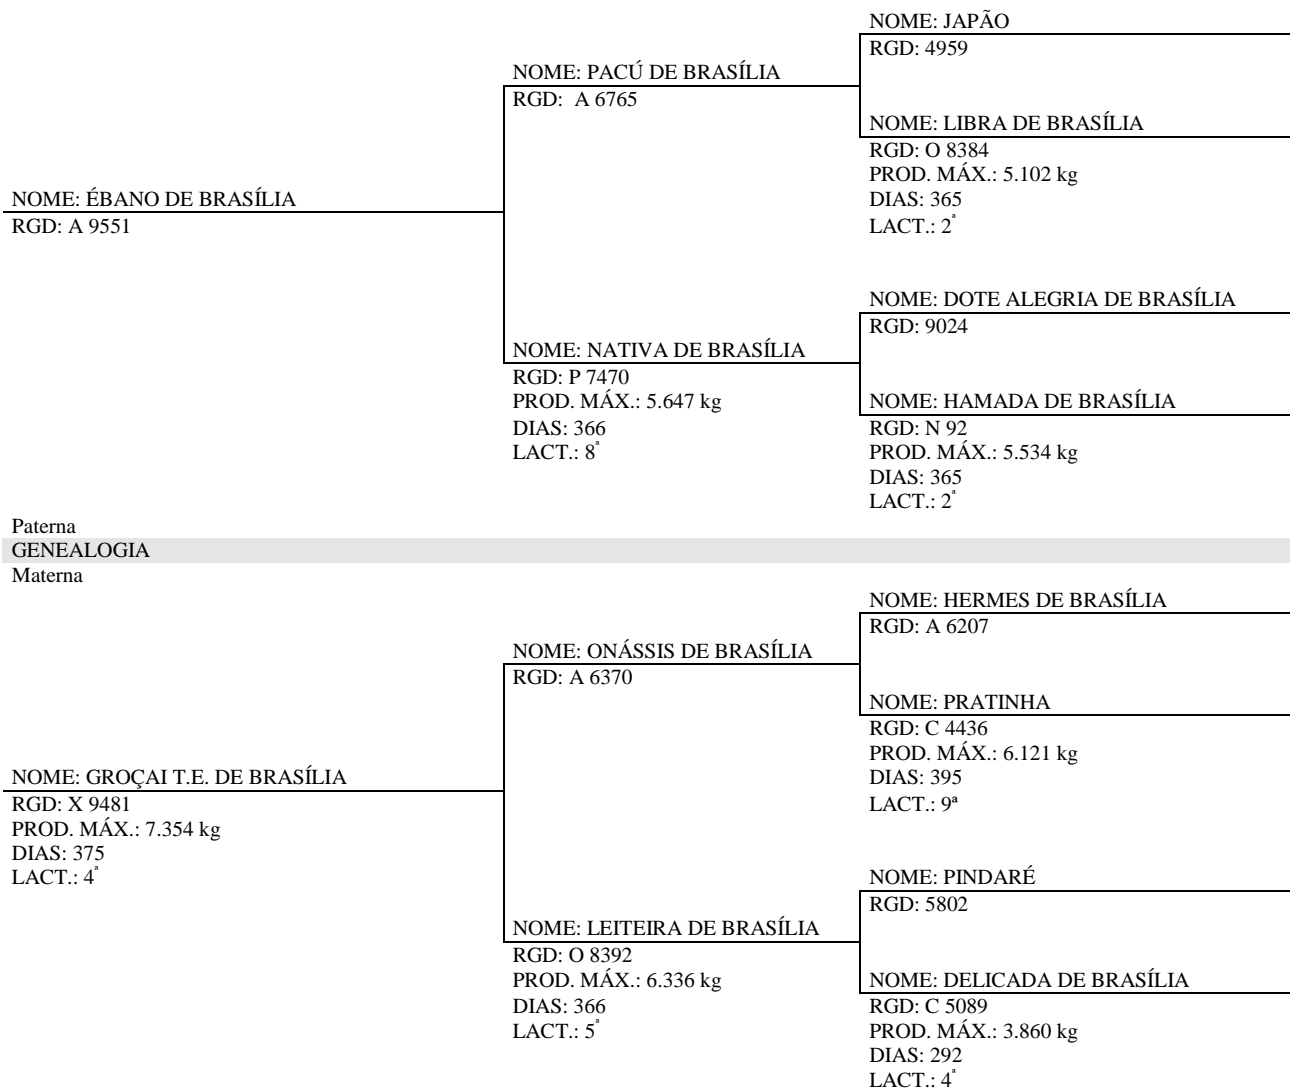 NOME: JAPÃO
RGD: 4959
NOME: PACÚ DE BRASÍLIA
RGD: A 6765
NOME: LIBRA DE BRASÍLIA
RGD: O 8384
PROD. MÁX.: 5.102 kg
DIAS: 365
LACT.: 2ª
NOME: ÉBANO DE BRASÍLIA
RGD: A 9551
NOME: DOTE ALEGRIA DE BRASÍLIA
RGD: 9024
NOME: NATIVA DE BRASÍLIA
RGD: P 7470
PROD. MÁX.: 5.647 kg
DIAS: 366
LACT.: 8ª
NOME: HAMADA DE BRASÍLIA
RGD: N 92
PROD. MÁX.: 5.534 kg
DIAS: 365
LACT.: 2ª
Paterna
GENEALOGIA
Materna
NOME: HERMES DE BRASÍLIA
RGD: A 6207
NOME: ONÁSSIS DE BRASÍLIA
RGD: A 6370
NOME: PRATINHA
RGD: C 4436
PROD. MÁX.: 6.121 kg
DIAS: 395
LACT.: 9ª
NOME: GROÇAI T.E. DE BRASÍLIA
RGD: X 9481
PROD. MÁX.: 7.354 kg
DIAS: 375
LACT.: 4ª
NOME: PINDARÉ
RGD: 5802
NOME: LEITEIRA DE BRASÍLIA
RGD: O 8392
PROD. MÁX.: 6.336 kg
DIAS: 366
LACT.: 5ª
NOME: DELICADA DE BRASÍLIA
RGD: C 5089
PROD. MÁX.: 3.860 kg
DIAS: 292
LACT.: 4ª